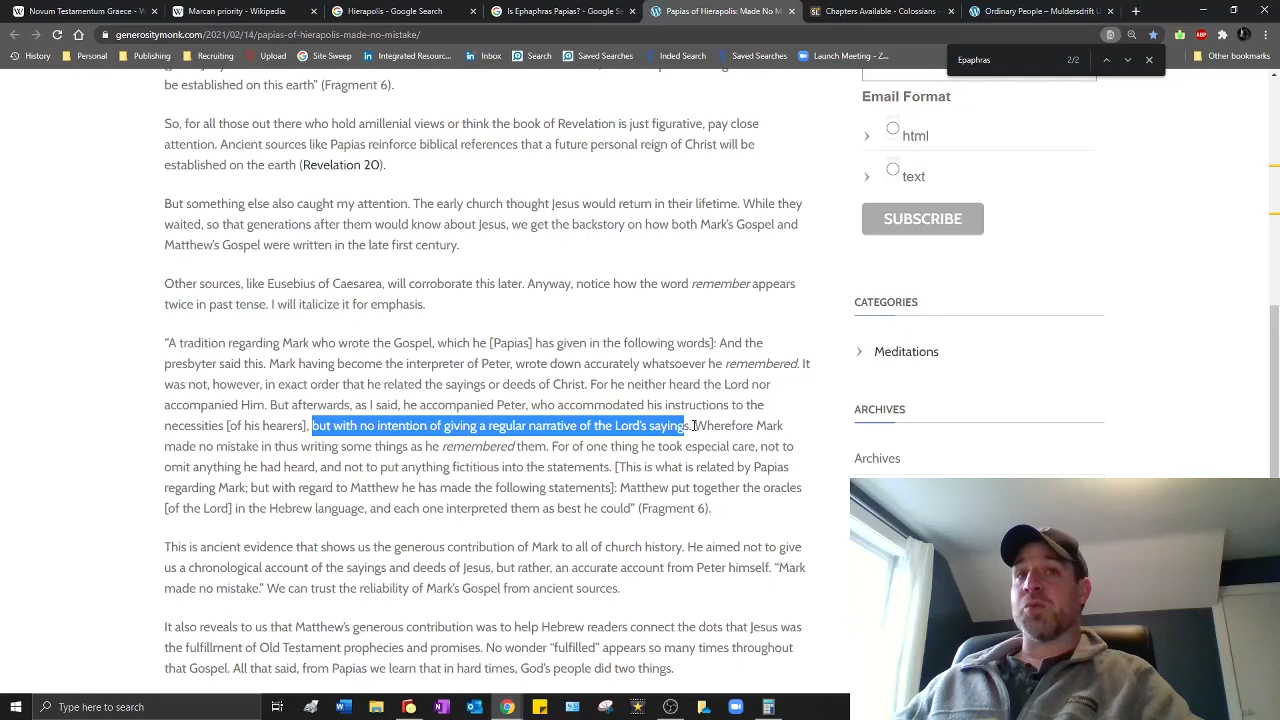 Novum Testamentum Graece - Wi
Marcan priority - Wikipedia
Hierapolis - Google Search
Is Ephras Papias? - Google Se
Papias of Hierapolis: Made No M
Chapters Archived - Colossians -
Ordinary People – Muldersdrift U
generositymonk.com/2021/02/14/papias-of-hierapolis-made-no-mistake/
History Personal Publishing Recruiting Upload Site Sweep Integrated Resourc... LinkedIn Inbox Search Saved Searches Indeed Search Saved Searches Launch Meeting - Z... Other bookmarks
Epaphras 2/2
be established on this earth” (Fragment 6).
So, for all those out there who hold amillenial views or think the book of Revelation is just figurative, pay close
attention. Ancient sources like Papias reinforce biblical references that a future personal reign of Christ will be
established on the earth (Revelation 20).
But something else also caught my attention. The early church thought Jesus would return in their lifetime. While they
waited, so that generations after them would know about Jesus, we get the backstory on how both Mark’s Gospel and
Matthew’s Gospel were written in the late first century.
Other sources, like Eusebius of Caesarea, will corroborate this later. Anyway, notice how the word remember appears
twice in past tense. I will italicize it for emphasis.
“A tradition regarding Mark who wrote the Gospel, which he [Papias] has given in the following words]: And the
presbyter said this. Mark having become the interpreter of Peter, wrote down accurately whatsoever he remembered. It
was not, however, in exact order that he related the sayings or deeds of Christ. For he neither heard the Lord nor
accompanied Him. But afterwards, as I said, he accompanied Peter, who accommodated his instructions to the
necessities [of his hearers], but with no intention of giving a regular narrative of the Lord’s sayings. Wherefore Mark
made no mistake in thus writing some things as he remembered them. For of one thing he took especial care, not to
omit anything he had heard, and not to put anything fictitious into the statements. [This is what is related by Papias
regarding Mark; but with regard to Matthew he has made the following statements]: Matthew put together the oracles
[of the Lord] in the Hebrew language, and each one interpreted them as best he could” (Fragment 6).
This is ancient evidence that shows us the generous contribution of Mark to all of church history. He aimed not to give
us a chronological account of the sayings and deeds of Jesus, but rather, an accurate account from Peter himself. “Mark
made no mistake.” We can trust the reliability of Mark’s Gospel from ancient sources.
It also reveals to us that Matthew’s generous contribution was to help Hebrew readers connect the dots that Jesus was
the fulfillment of Old Testament prophecies and promises. No wonder “fulfilled” appears so many times throughout
that Gospel. All that said, from Papias we learn that in hard times, God’s people did two things.
Email Format
html
text
SUBSCRIBE
CATEGORIES
Meditations
ARCHIVES
Archives
Type here to search